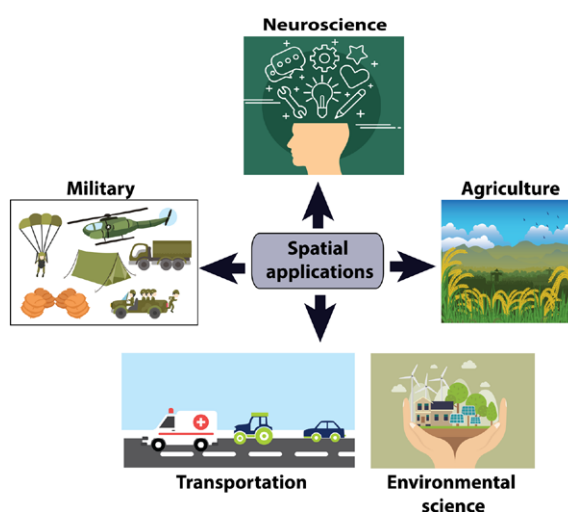 Neuroscience
Military
Agriculture
Spatial
applications
Transportation
Environmental
science